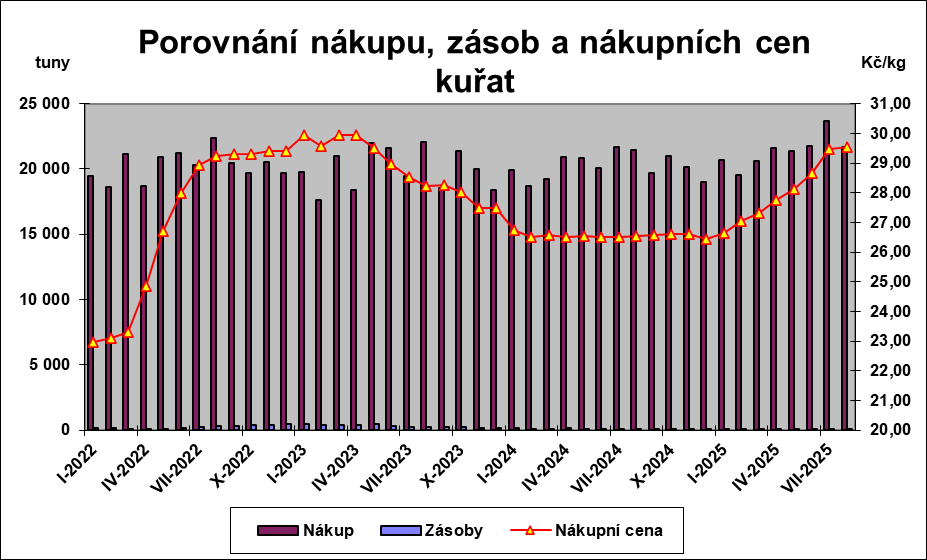 Porovnání nákupu, zásob a nákupních cen
kuřat
tuny
Kč/kg
25 000
20 000
15 000
10 000
5 000
0
31,00
30,00
29,00
28,00
27,00
26,00
25,00
24,00
23,00
22,00
21,00
20,00
I-2022
IV-2022
VII-2022
X-2022
I-2023
IV-2023
VII-2023
X-2023
I-2024
IV-2024
VII-2024
X-2024
I-2025
IV-2025
VII-2025
Nákup
Zásoby
Nákupní cena